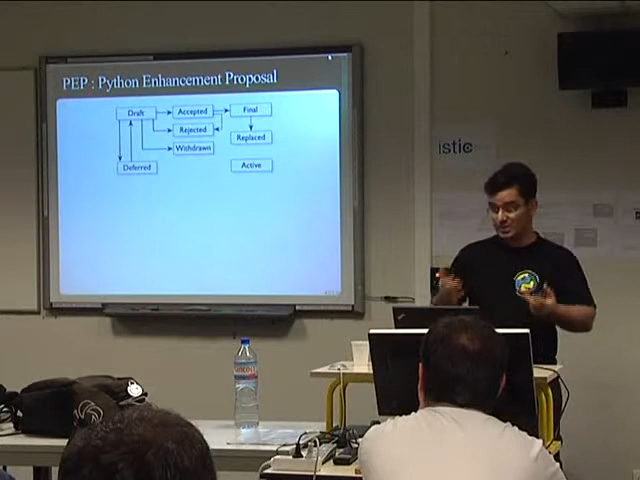 PEP : Python Enhancement Proposal
Draft
Accepted
Final
Rejected
Replaced
Withdrawn
Deferred
Active
istic